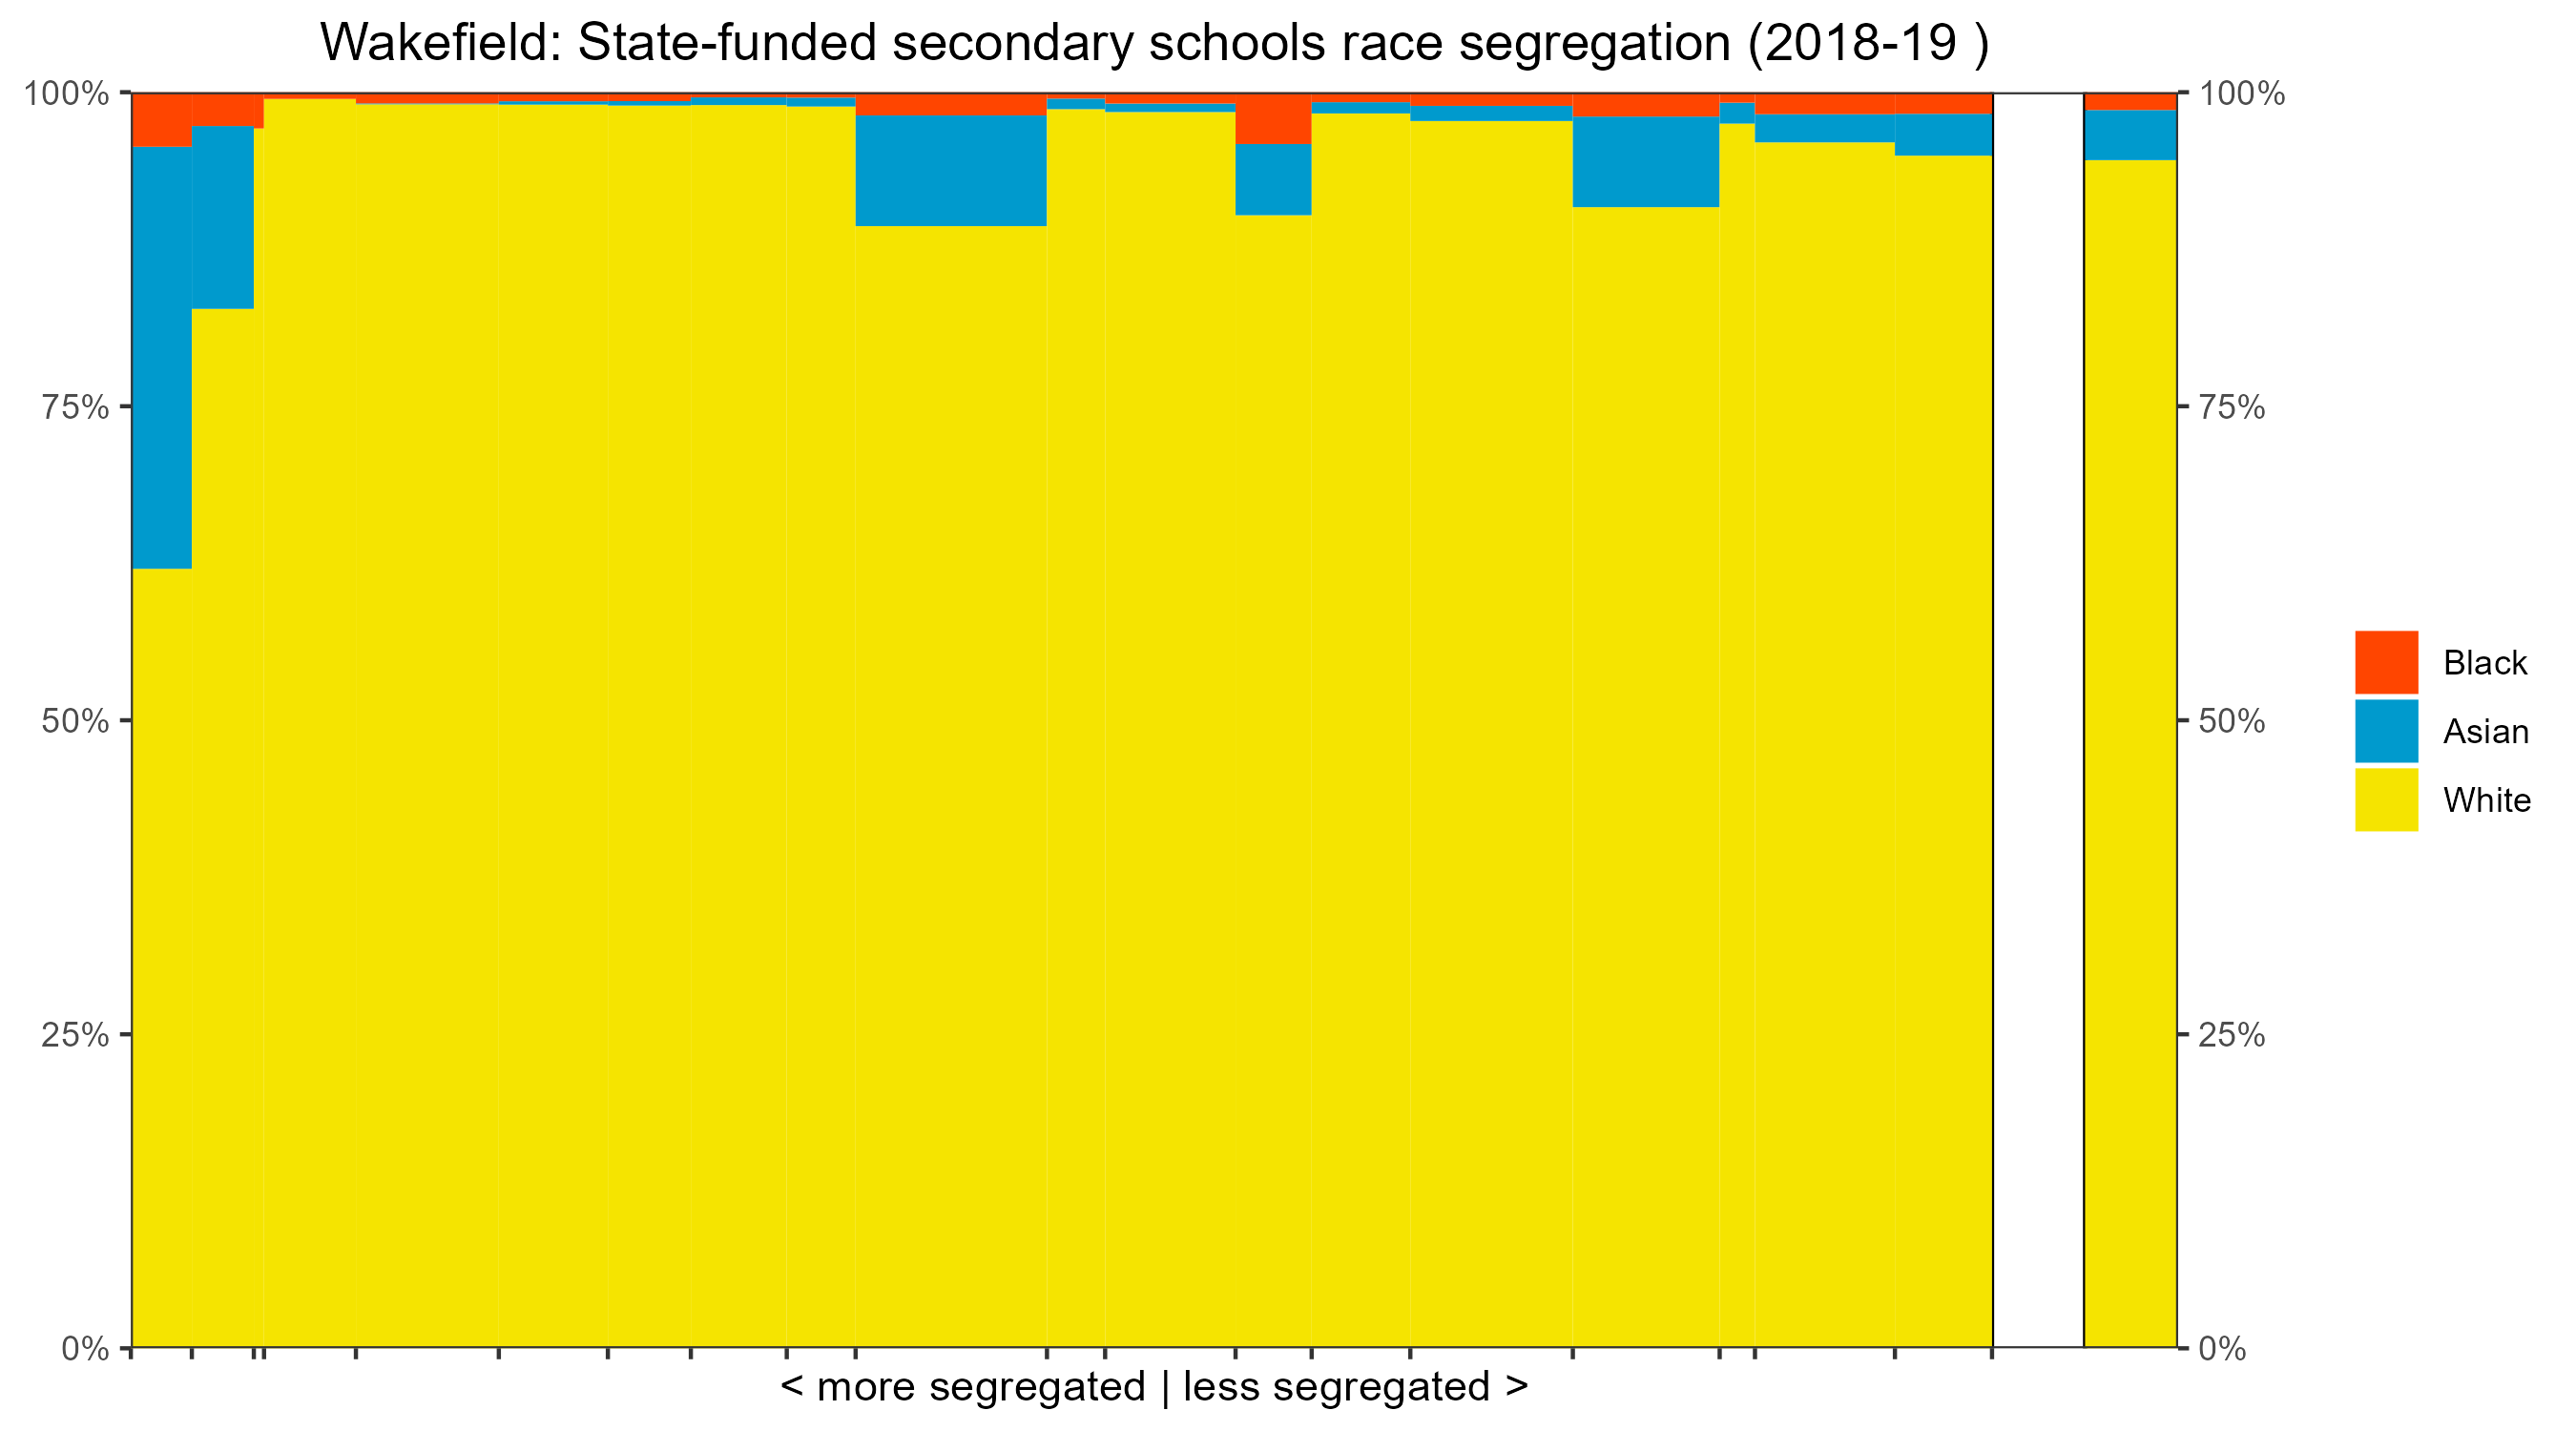 Wakefield: State-funded secondary schools race segregation (2018-19 )
100%
75%
50%
25%
0%
100%
75%
50%
25%
0%
Black
Asian
White
< more segregated | less segregated >